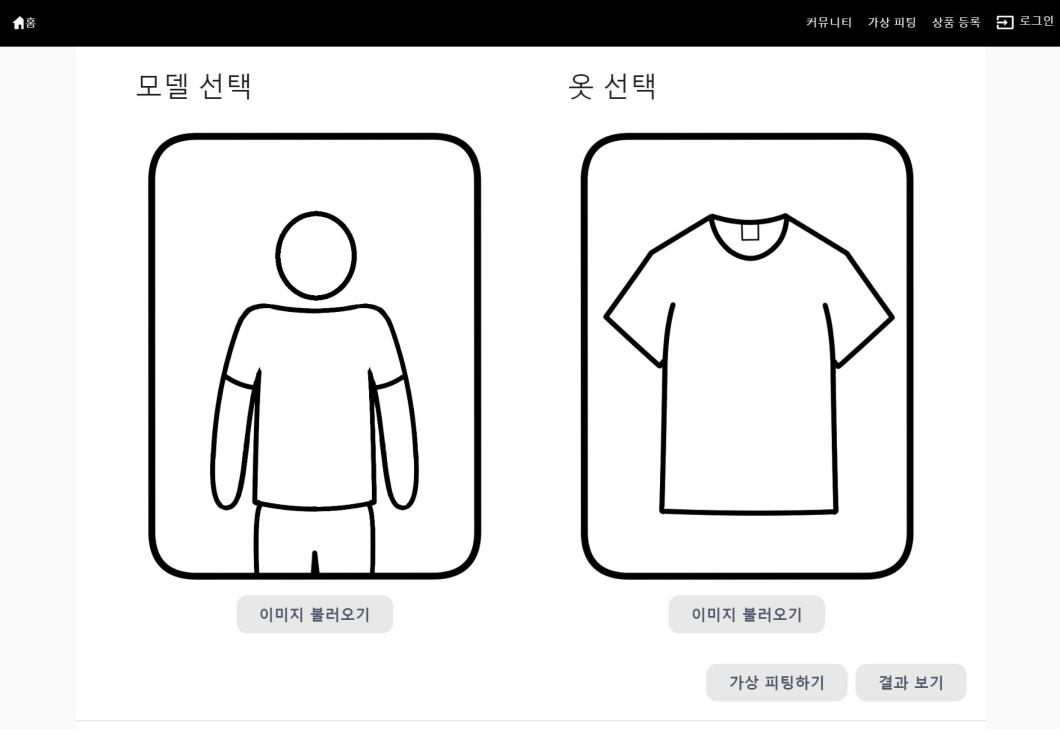 홈 커뮤니티 가상 피팅 상품 등록 로그인
모델 선택 옷 선택
이미지 불러오기 이미지 불러오기
가상 피팅하기 결과 보기